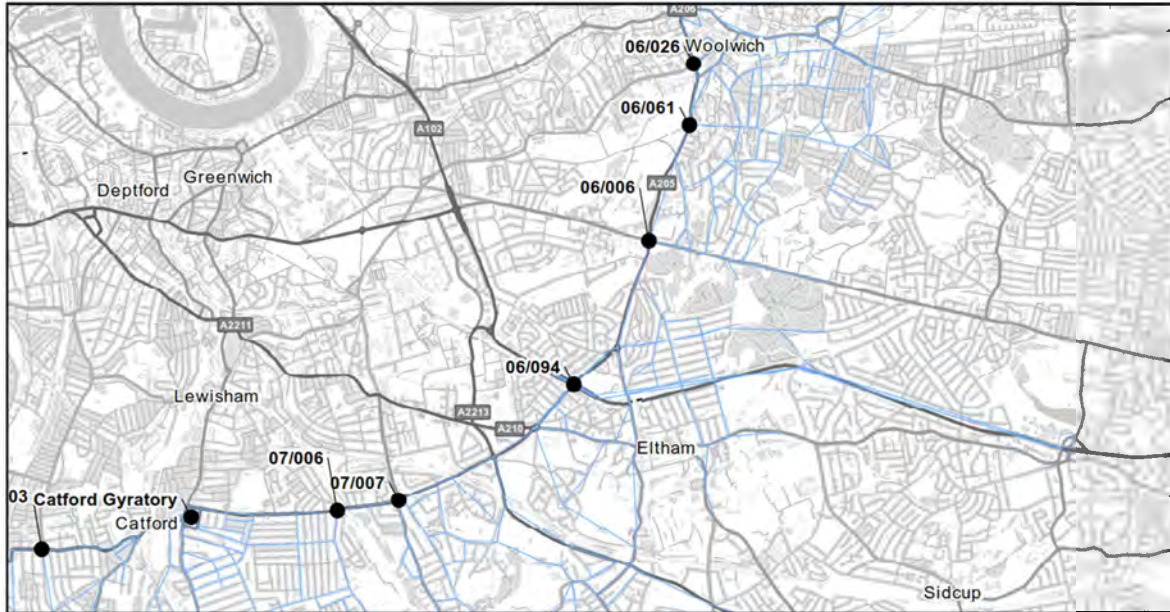 A206
06/026 Woolwich
06/061
A102
Greenwich
Deptford
06/006
A205
A2211
06/094
Lewisham
A2213
A210
Eltham
07/006
07/007
03 Catford Gyratory
Catford
Sidcup